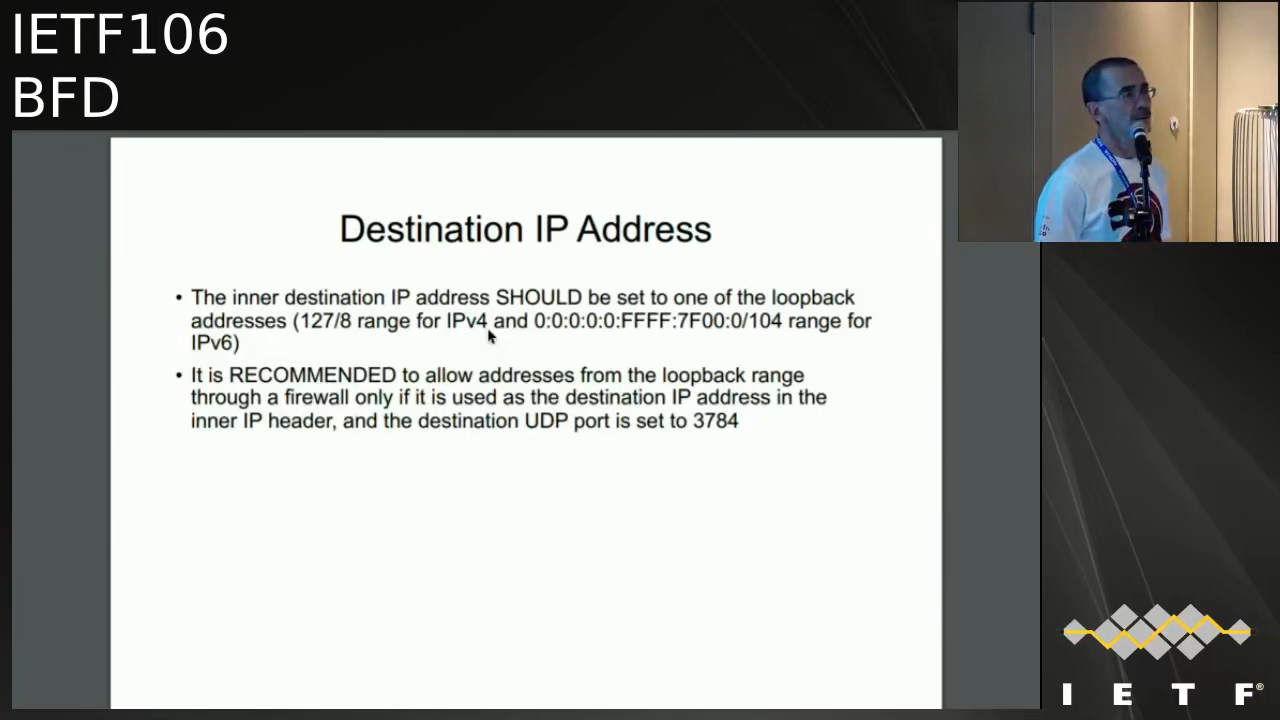 IETF106
BFD
Destination IP Address
• The inner destination IP address SHOULD be set to one of the loopback
addresses (127/8 range for IPv4 and 0:0:0:0:0:FFFF:7F00:0/104 range for
IPv6)
• It is RECOMMENDED to allow addresses from the loopback range
through a firewall only if it is used as the destination IP address in the
inner IP header, and the destination UDP port is set to 3784
I E T F®